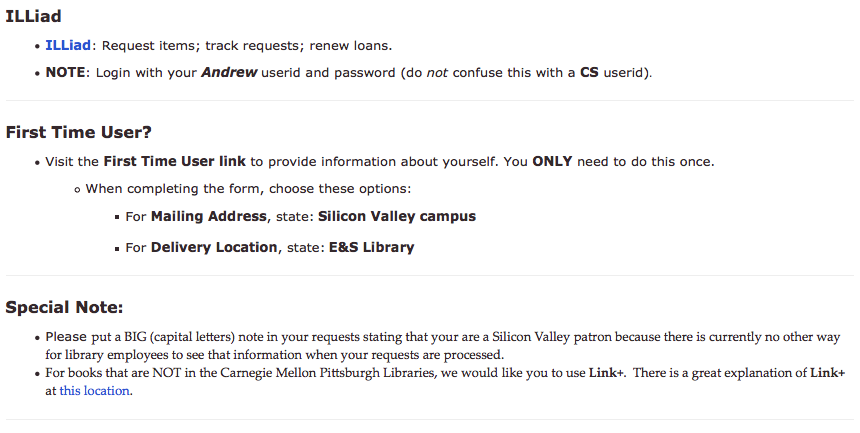 ILLiad
• ILLiad: Request items; track requests; renew loans.
• NOTE: Login with your Andrew userid and password (do not confuse this with a CS userid).
First Time User?
• Visit the First Time User link to provide information about yourself. You ONLY need to do this once.
◦ When completing the form, choose these options:
▪ For Mailing Address, state: Silicon Valley campus
▪ For Delivery Location, state: E&S Library
Special Note:
• Please put a BIG (capital letters) note in your requests stating that your are a Silicon Valley patron because there is currently no other way
for library employees to see that information when your requests are processed.
• For books that are NOT in the Carnegie Mellon Pittsburgh Libraries, we would like you to use Link+. There is a great explanation of Link+
at this location.